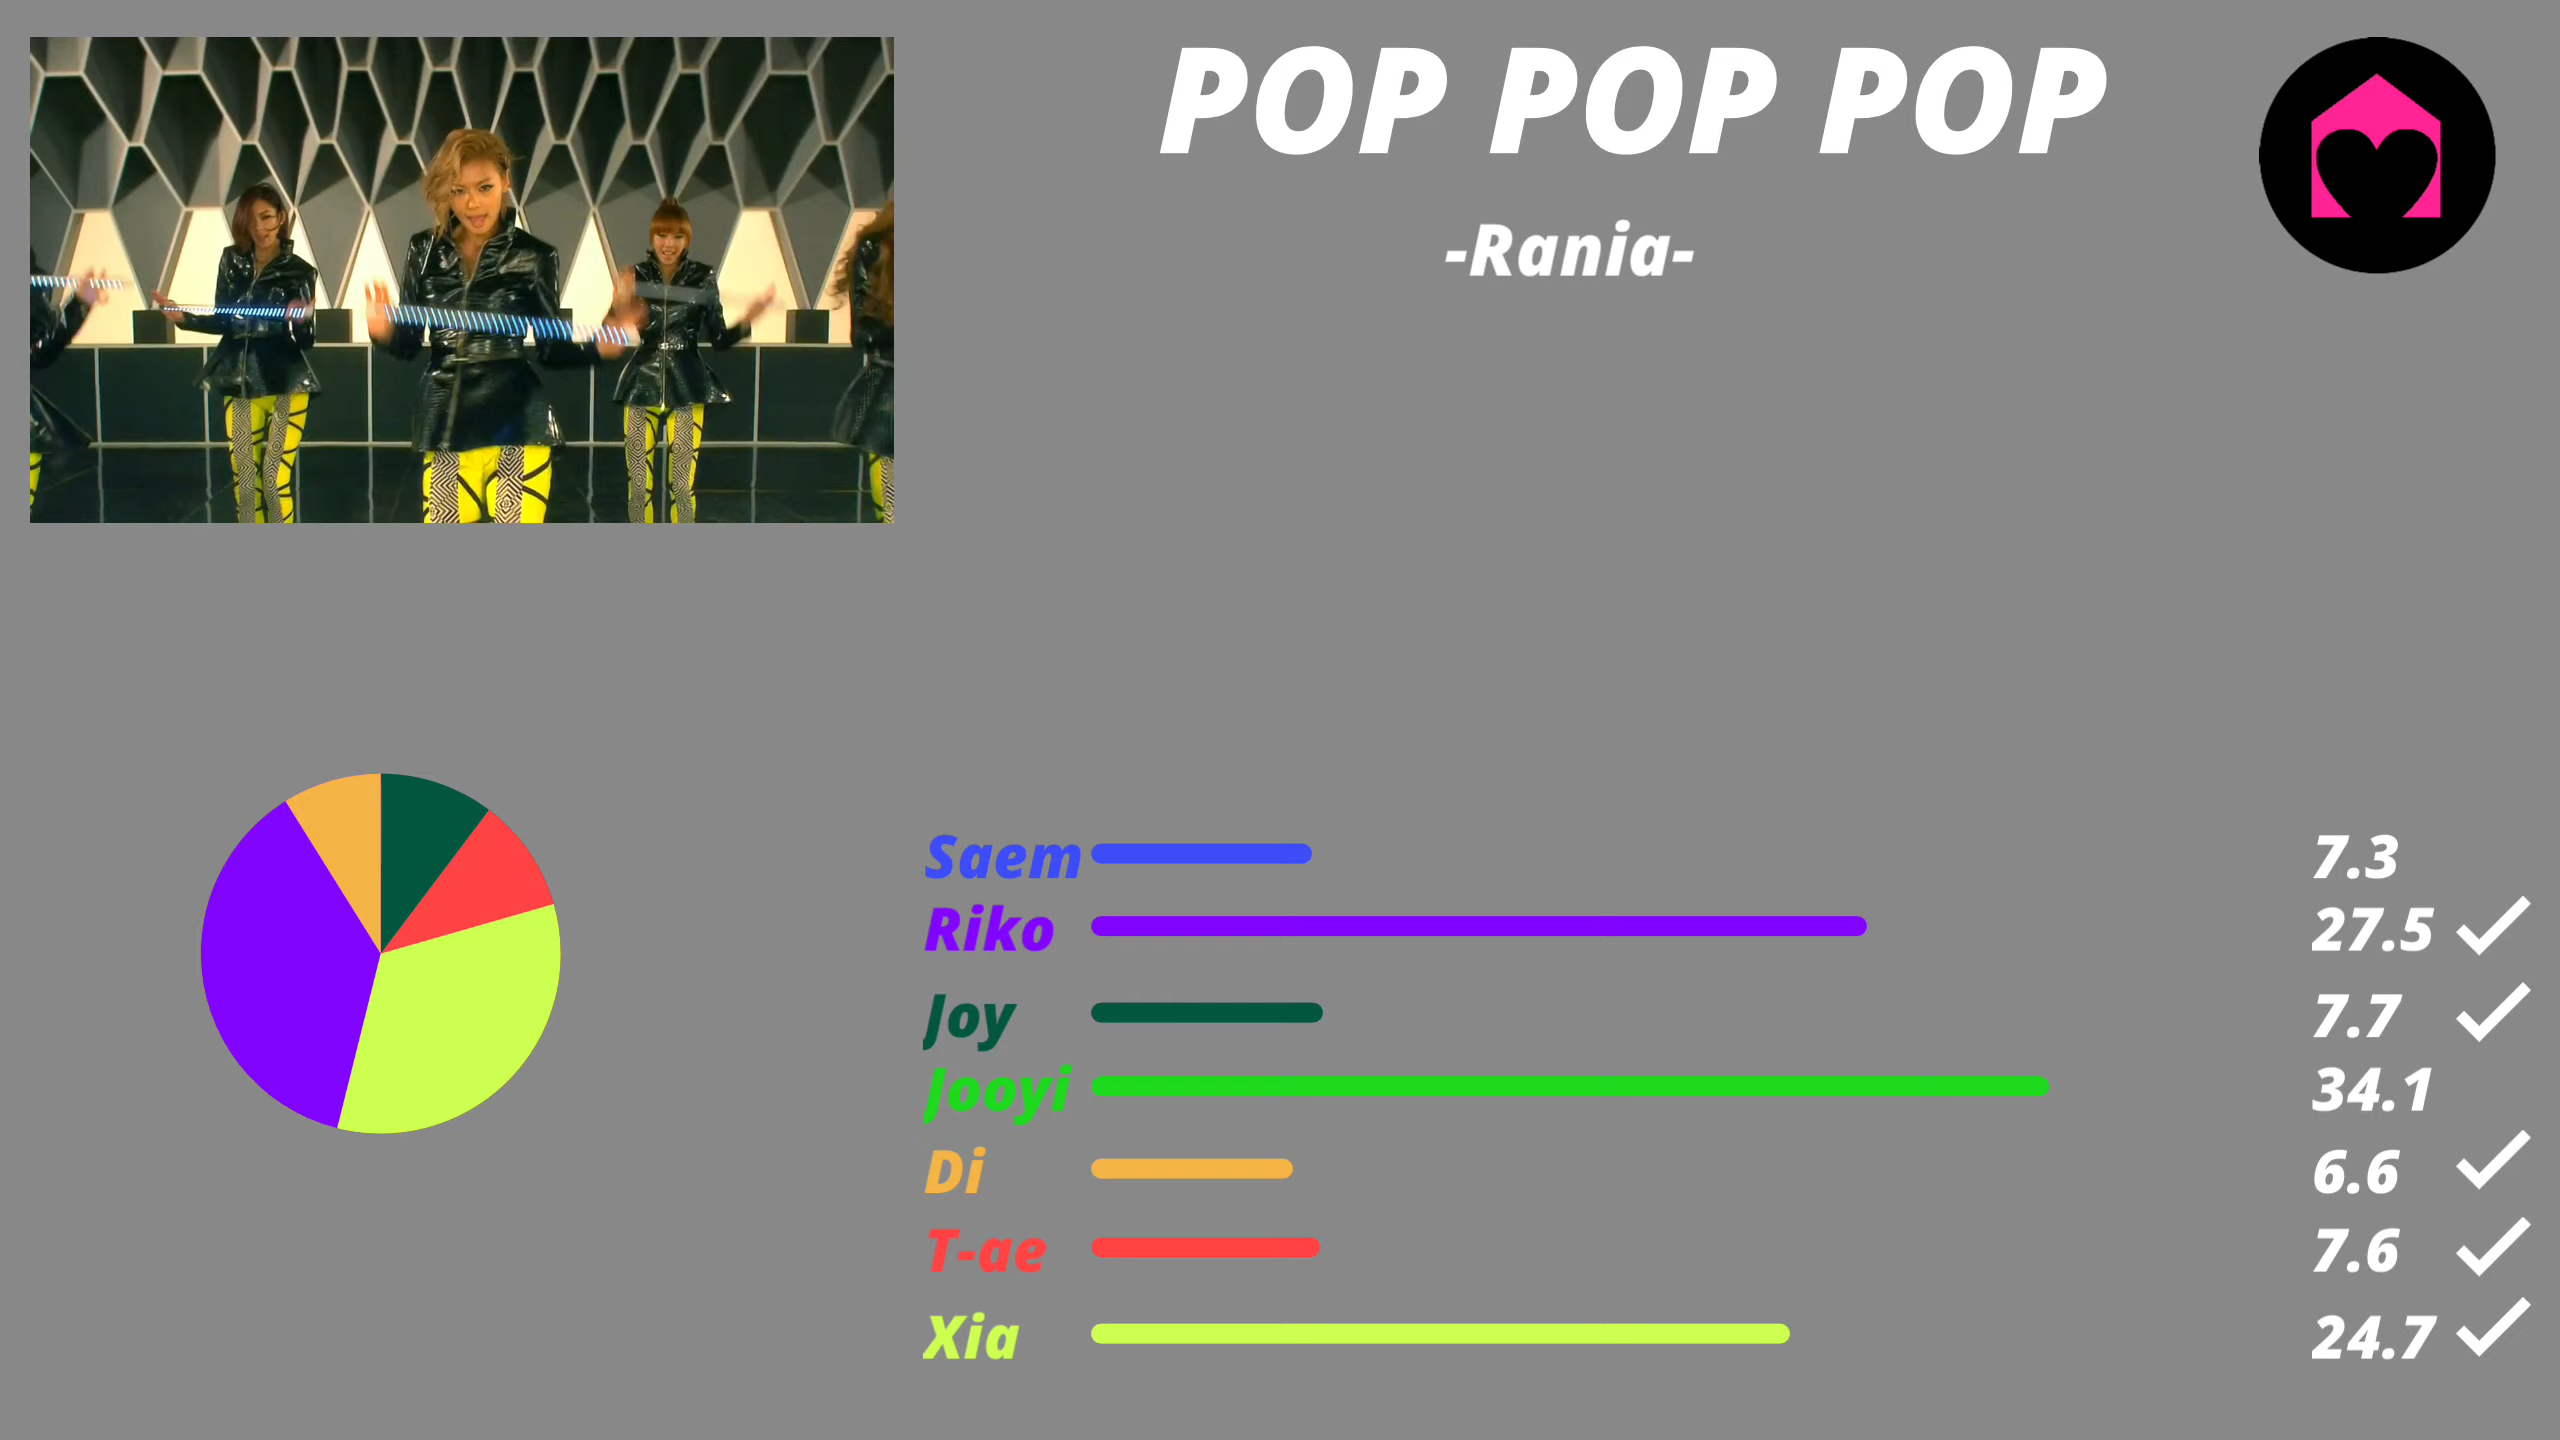 POP POP POP
-Rania-
Saem 7.3
Riko 27.5
Joy 7.7
Jooyi 34.1
Di 6.6
T-ae 7.6
Xia 24.7